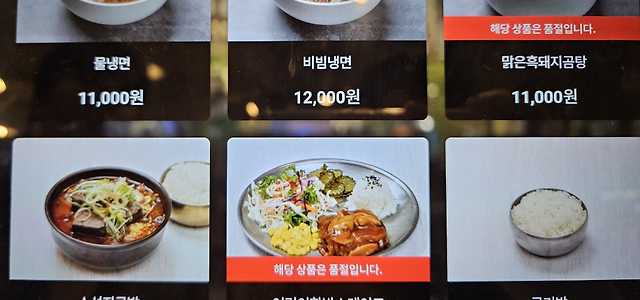 해당 상품은 품절입니다.
물냉면
비빔냉면
맑은흑돼지곰탕
11,000원
12,000원
11,000원
해당 상품은 품절입니다.